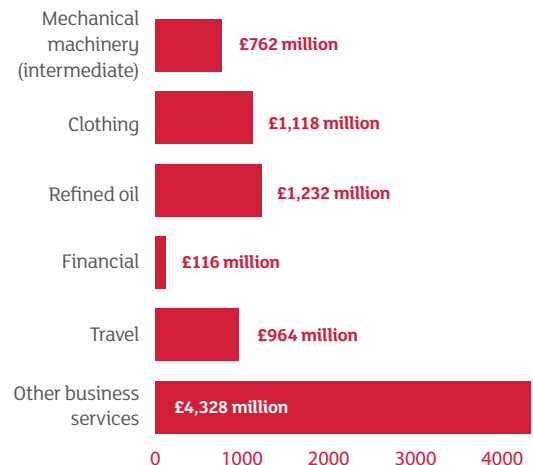 Mechanical
machinery
(intermediate)
£762 million
Clothing
£1,118 million
Refined oil
£1,232 million
Financial
£116 million
Travel
£964 million
Other business
services
£4,328 million
0 1000 2000 3000 4000